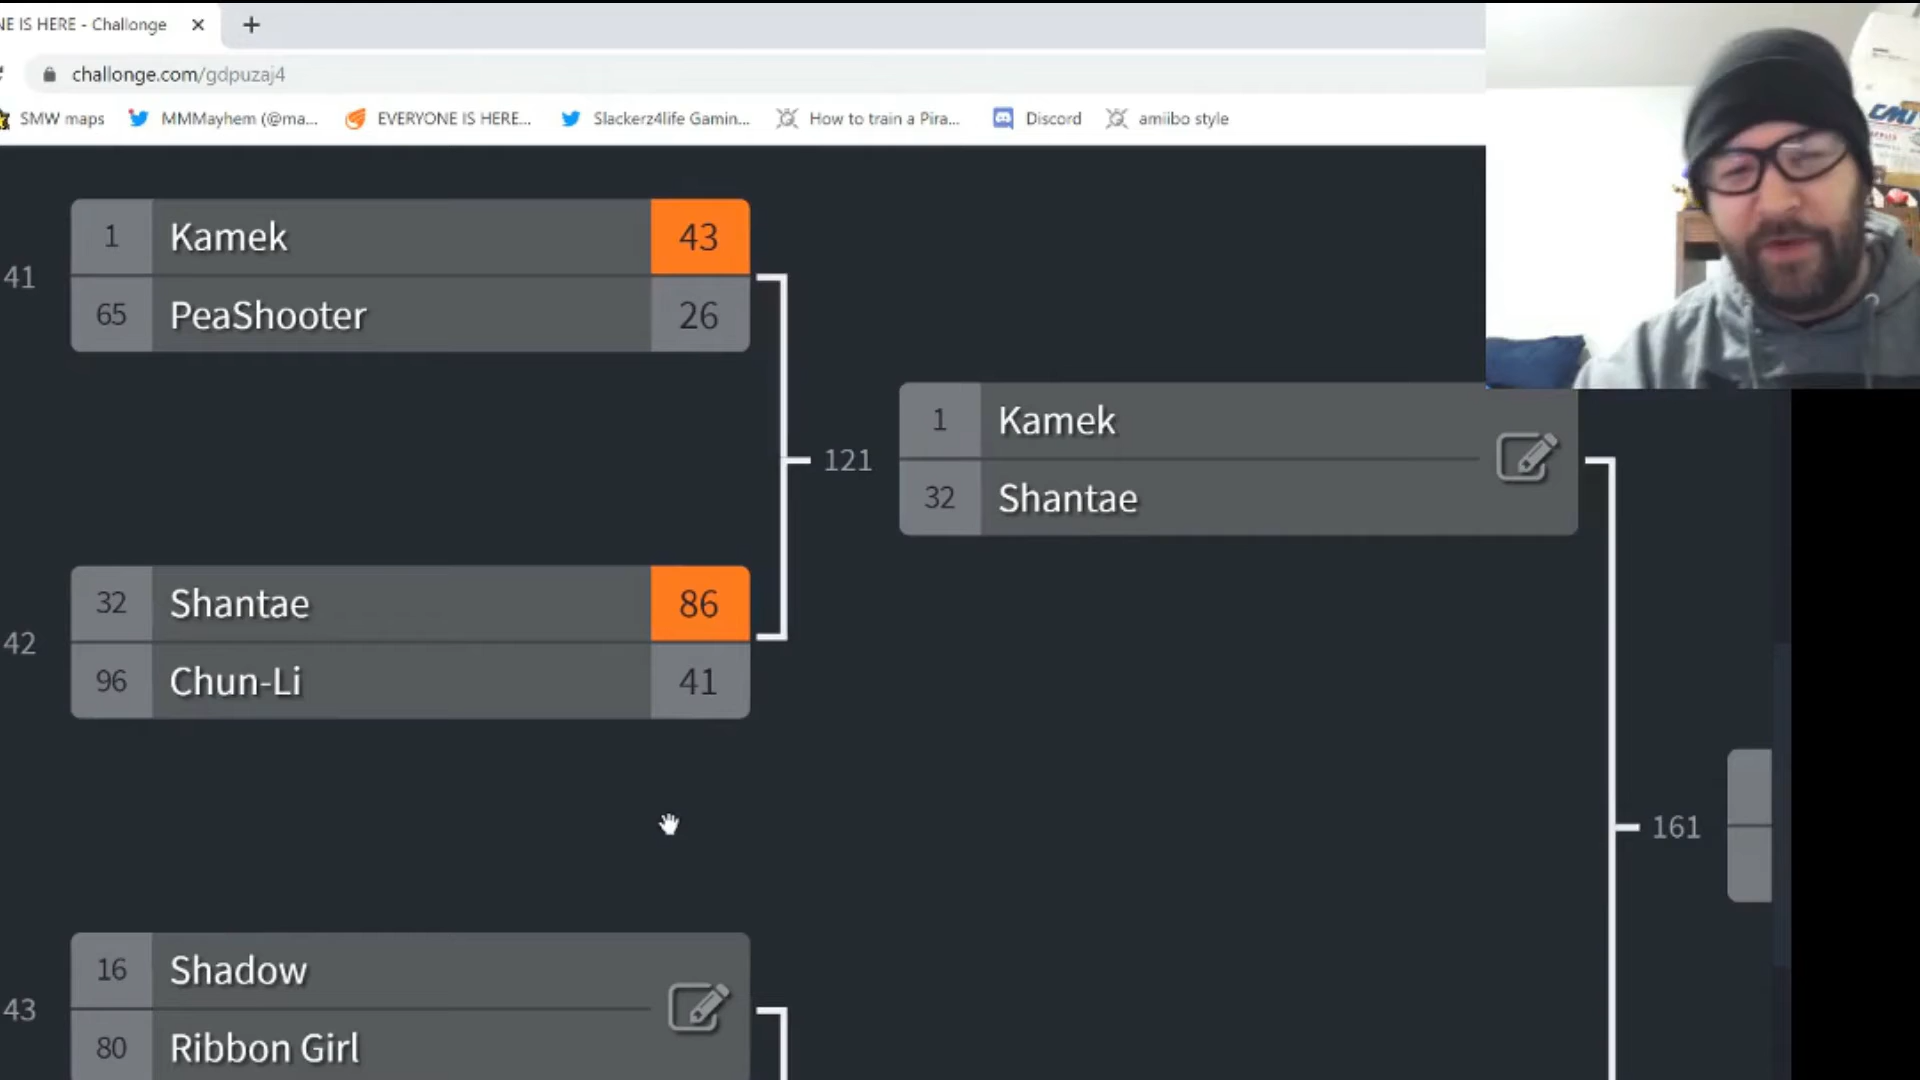 NE IS HERE - Challonge
challonge.com/gdpuzaj4
SMW maps
MMMayhem (@ma...
EVERYONE IS HERE...
Slackerz4life Gamin...
How to train a Pira...
Discord
amiibo style
41
1 Kamek 43
65 PeaShooter 26
121
1 Kamek
32 Shantae
42
32 Shantae 86
96 Chun-Li 41
161
43
16 Shadow
80 Ribbon Girl